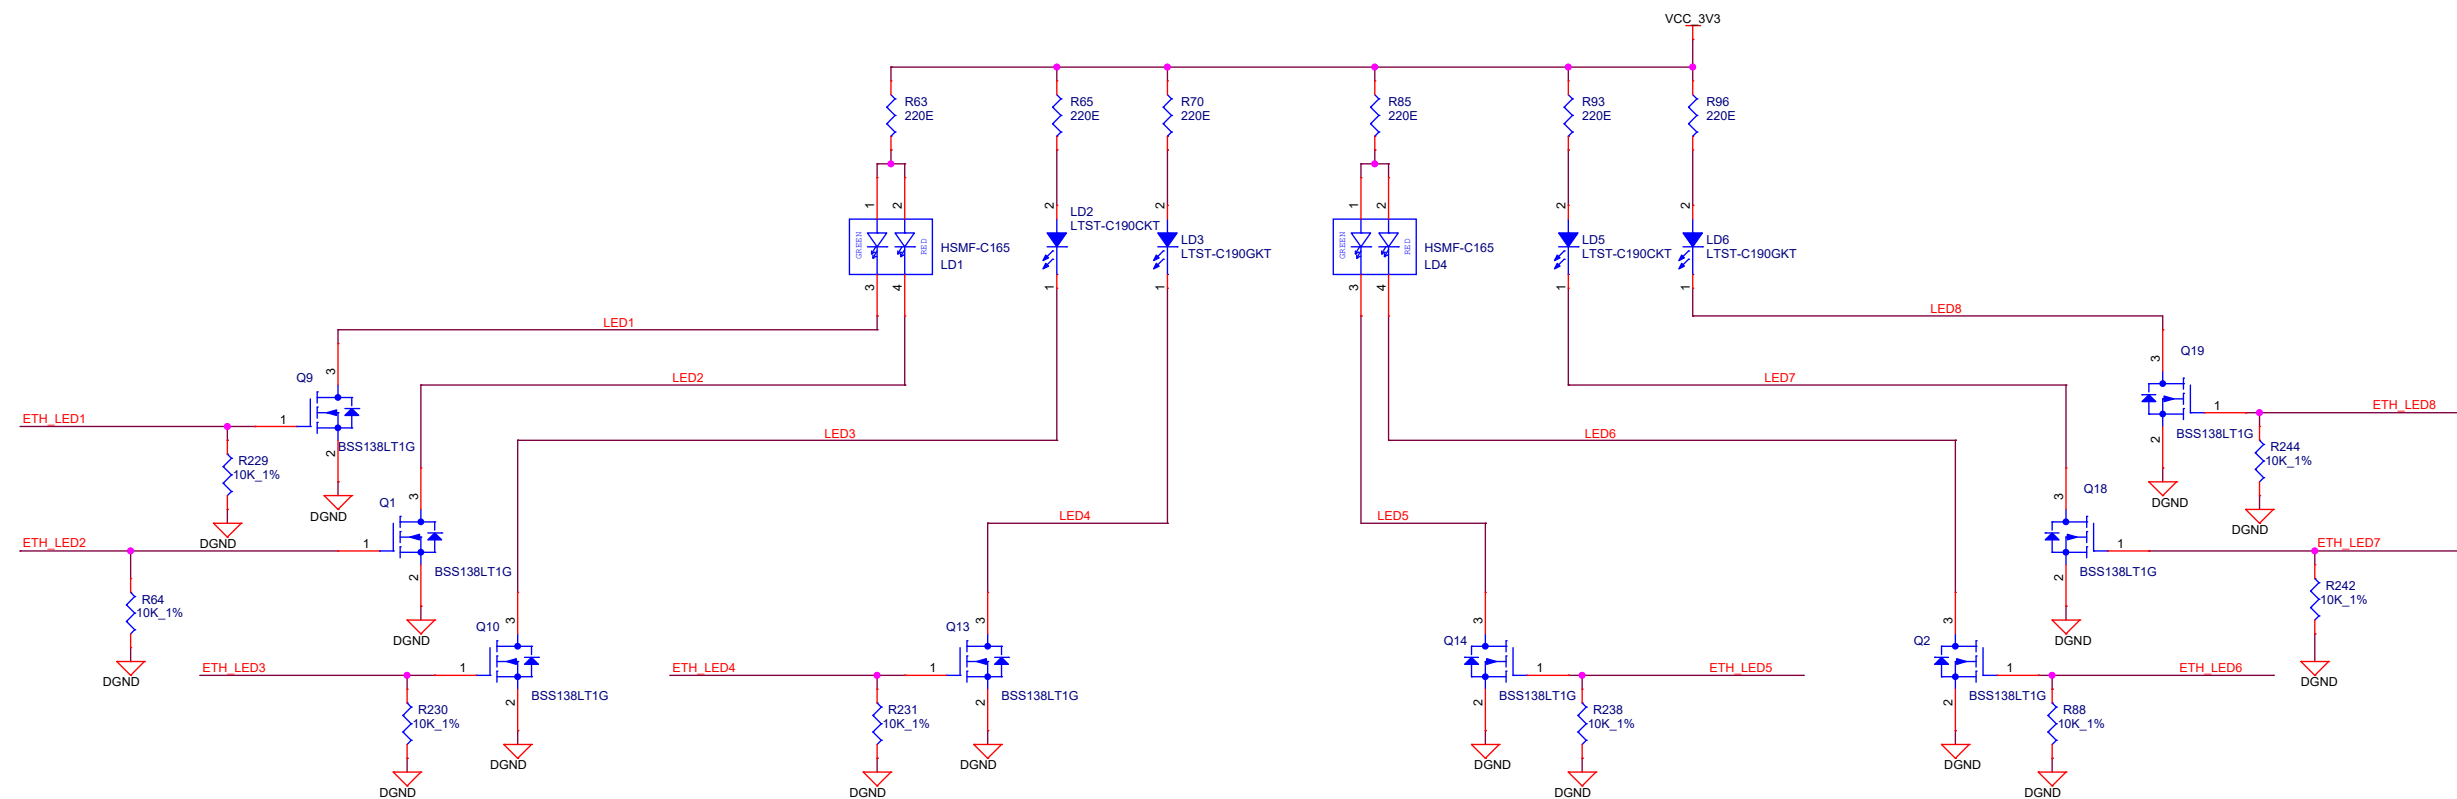 VCC_3V3
R63
220E
R65
220E
R70
220E
R85
220E
R93
220E
R96
220E
1
2
GREEN
RED
HSMF-C165
LD1
3
4
2
LD2
LTST-C190CKT
1
2
LD3
LTST-C190GKT
1
1
2
GREEN
RED
HSMF-C165
LD4
3
4
2
LD5
LTST-C190CKT
1
2
LD6
LTST-C190GKT
1
LED1
LED2
LED3
LED4
LED5
LED6
LED7
LED8
ETH_LED1
Q9
3
1
2
BSS138LT1G
R229
10K_1%
DGND
DGND
ETH_LED2
Q1
3
1
2
BSS138LT1G
R64
10K_1%
DGND
DGND
ETH_LED3
Q10
3
1
2
BSS138LT1G
R230
10K_1%
DGND
DGND
ETH_LED4
Q13
3
1
2
BSS138LT1G
R231
10K_1%
DGND
DGND
Q14
3
1
2
ETH_LED5
BSS138LT1G
R238
10K_1%
DGND
DGND
Q2
3
1
2
ETH_LED6
BSS138LT1G
R88
10K_1%
DGND
DGND
Q18
3
1
2
ETH_LED7
BSS138LT1G
R242
10K_1%
DGND
DGND
Q19
3
1
2
ETH_LED8
BSS138LT1G
R244
10K_1%
DGND
DGND